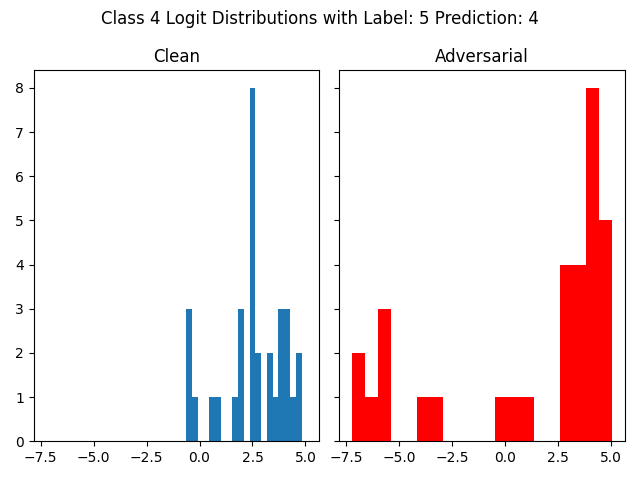 Class 4 Logit Distributions with Label: 5 Prediction: 4
Clean
Adversarial
8
7
6
5
4
3
2
1
0
−7.5 −5.0 −2.5 0.0 2.5 5.0
−7.5 −5.0 −2.5 0.0 2.5 5.0